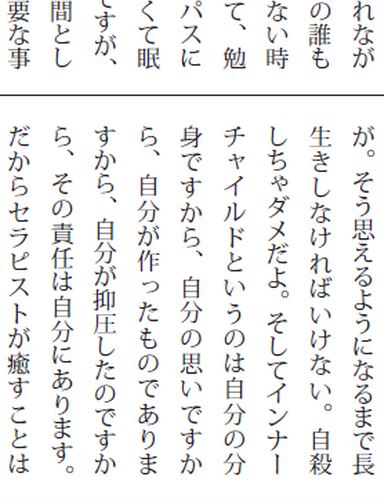 れなが
の誰も
ない時
て、勉
パスに
くて眠
ですが、
間とし
要な事
が。そう思えるようになるまで長
生きしなければいけない。自殺
しちゃダメだよ。そしてインナー
チャイルドというのは自分の分
身ですから、自分の思いですか
ら、自分が作ったものでありま
すから、自分が抑圧したのですか
ら、その責任は自分にあります。
だからセラピストが癒すことは